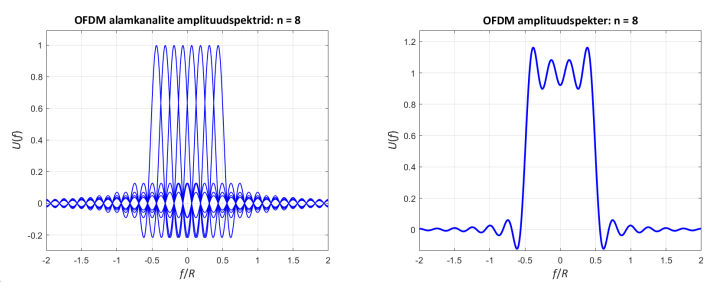 OFDM alamkanalite amplituudspektrid: n = 8
1
0.8
0.6
0.4
0.2
0
-0.2
U(f)
-2 -1.5 -1 -0.5 0 0.5 1 1.5 2
f/R
OFDM amplituudspekter: n = 8
1.2
1
0.8
0.6
0.4
0.2
0
U(f)
-2 -1.5 -1 -0.5 0 0.5 1 1.5 2
f/R